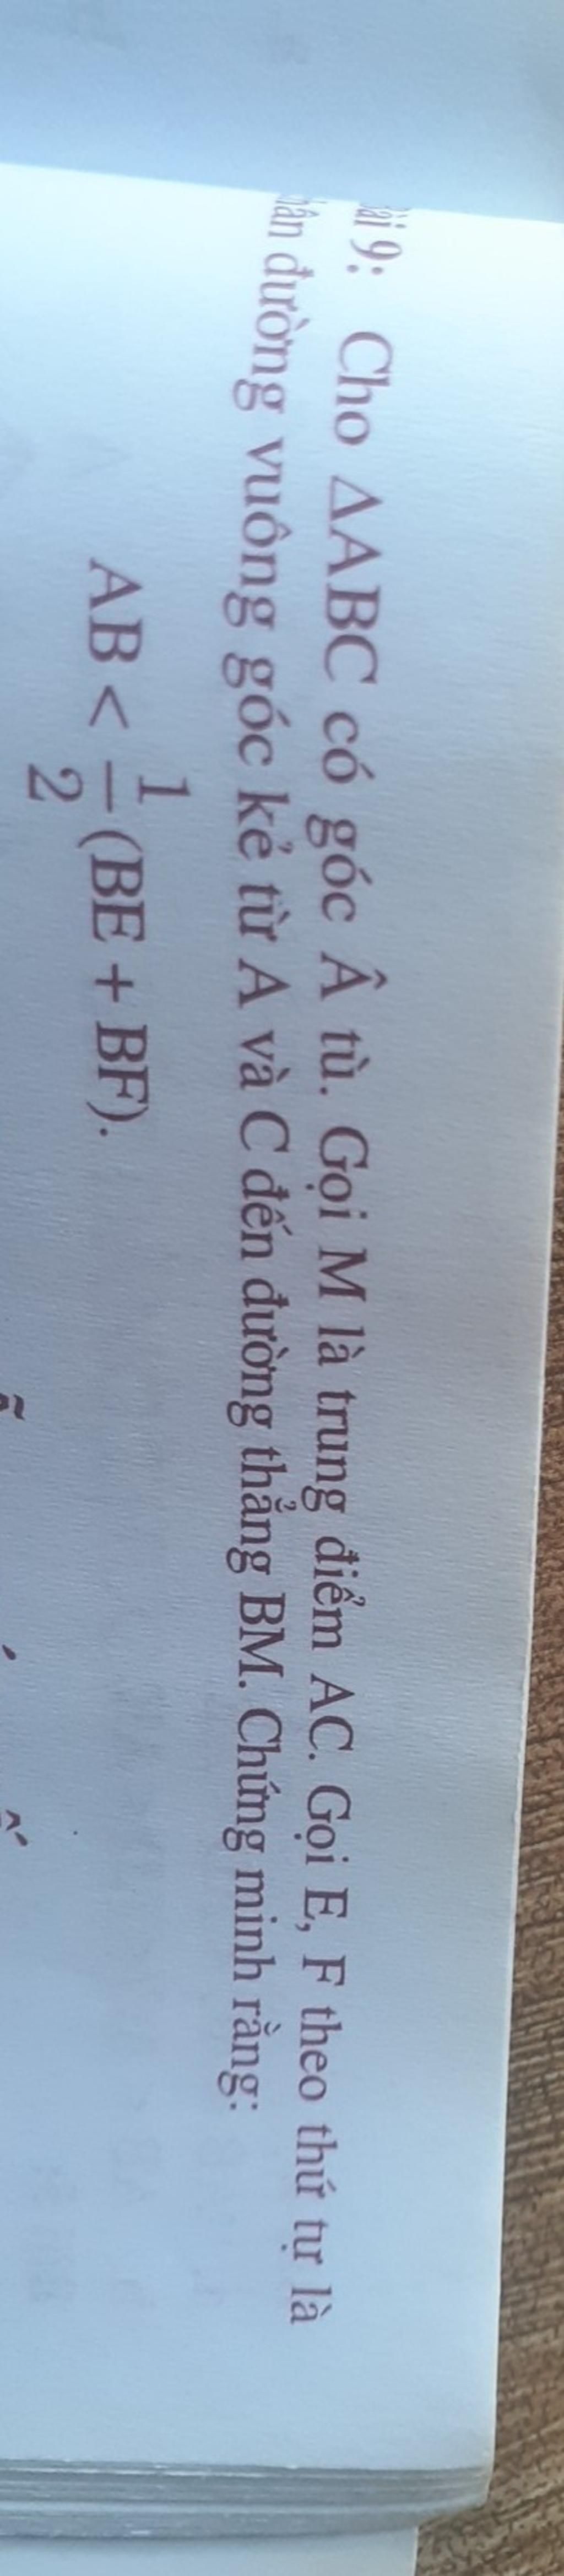 ài 9: Cho ΔABC có góc Â tù. Gọi M là trung điểm AC. Gọi E, F theo thứ tự là
ân đường vuông góc kẻ từ A và C đến đường thẳng BM. Chứng minh rằng:
AB < 1/2 (BE + BF).